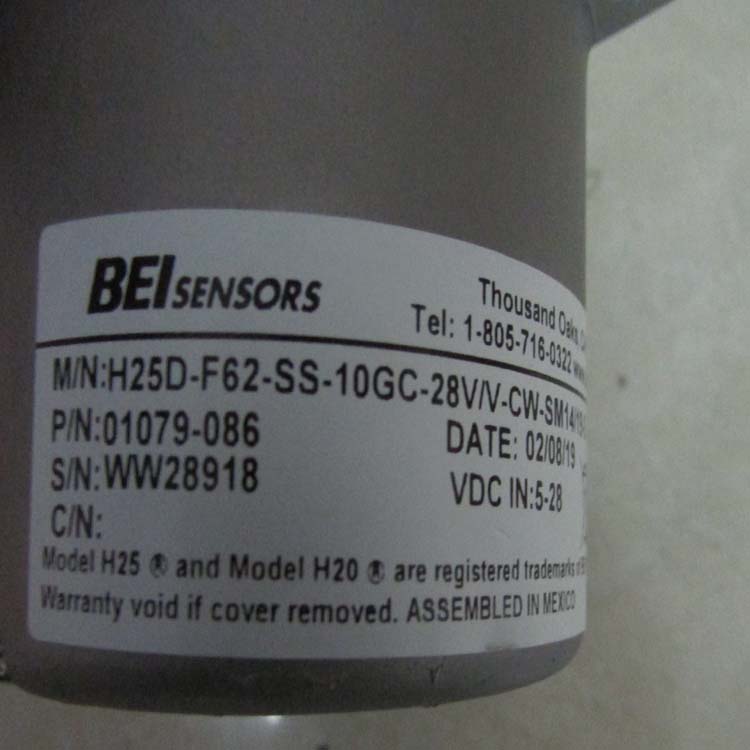 BEI SENSORS
Thousand Oaks,
Tel: 1-805-716-0322
M/N:H25D-F62-SS-10GC-28V/V-CW-SM14/19
P/N:01079-086
DATE: 02/08/19
S/N:WW28918
VDC IN:5-28
C/N:
Model H25 ® and Model H20 ® are registered trademarks of
Warranty void if cover removed. ASSEMBLED IN MEXICO